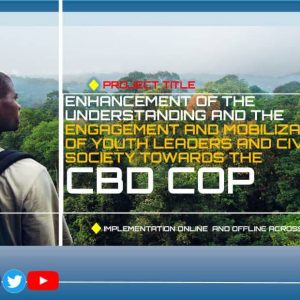 PROJECT TITLE
ENHANCEMENT OF THE
UNDERSTANDING AND THE
ENGAGEMENT AND MOBILIZA
OF YOUTH LEADERS AND CIV
SOCIETY TOWARDS THE
CBD COP
IMPLEMENTATION ONLINE AND OFFLINE ACROSS